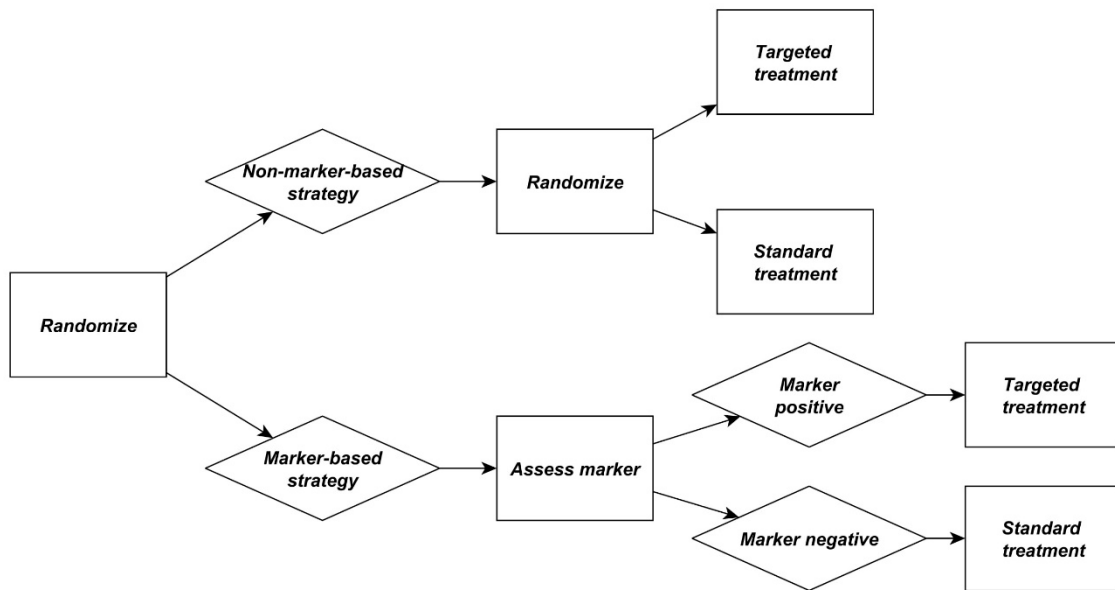 Randomize
Non-marker-based
strategy
Randomize
Targeted
treatment
Standard
treatment
Marker-based
strategy
Assess marker
Marker
positive
Targeted
treatment
Marker negative
Standard
treatment